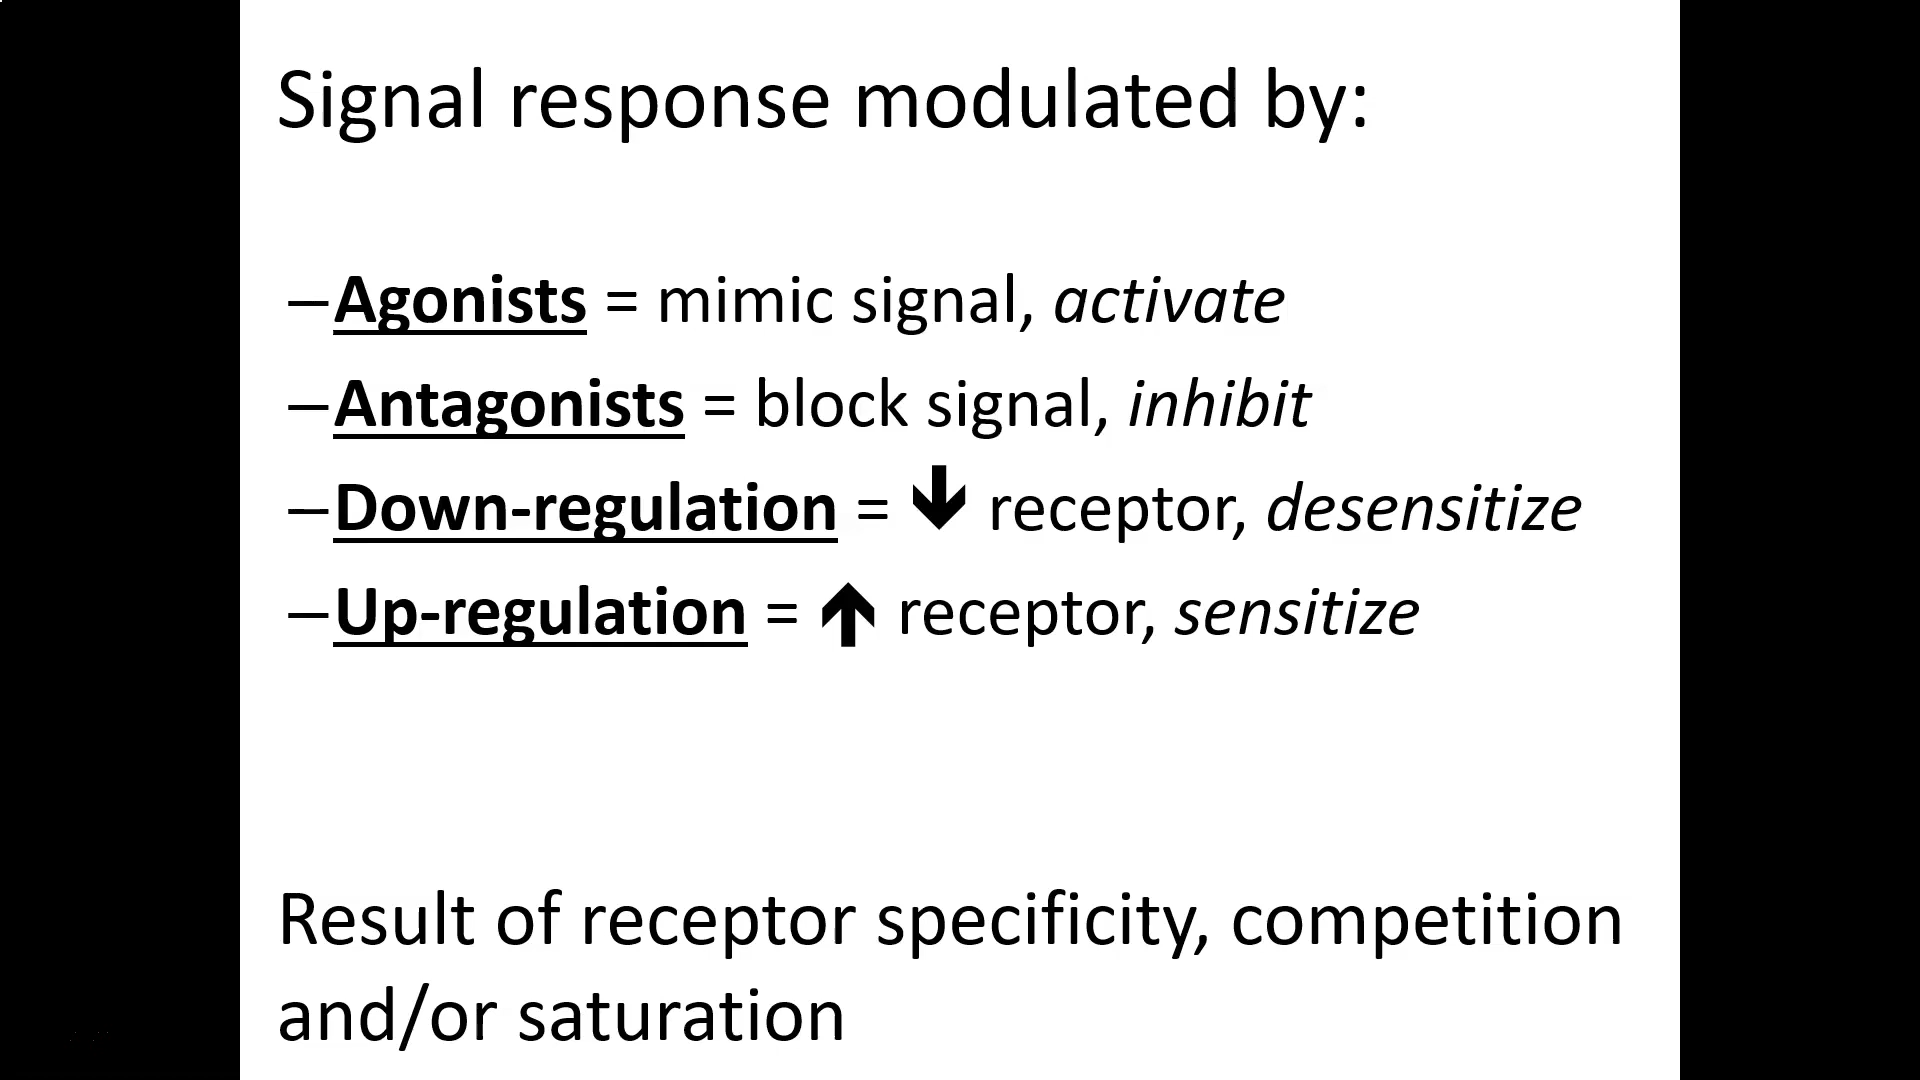 Signal response modulated by:
–Agonists = mimic signal, activate
–Antagonists = block signal, inhibit
–Down-regulation = 🡻 receptor, desensitize
–Up-regulation = 🡹 receptor, sensitize
Result of receptor specificity, competition
and/or saturation